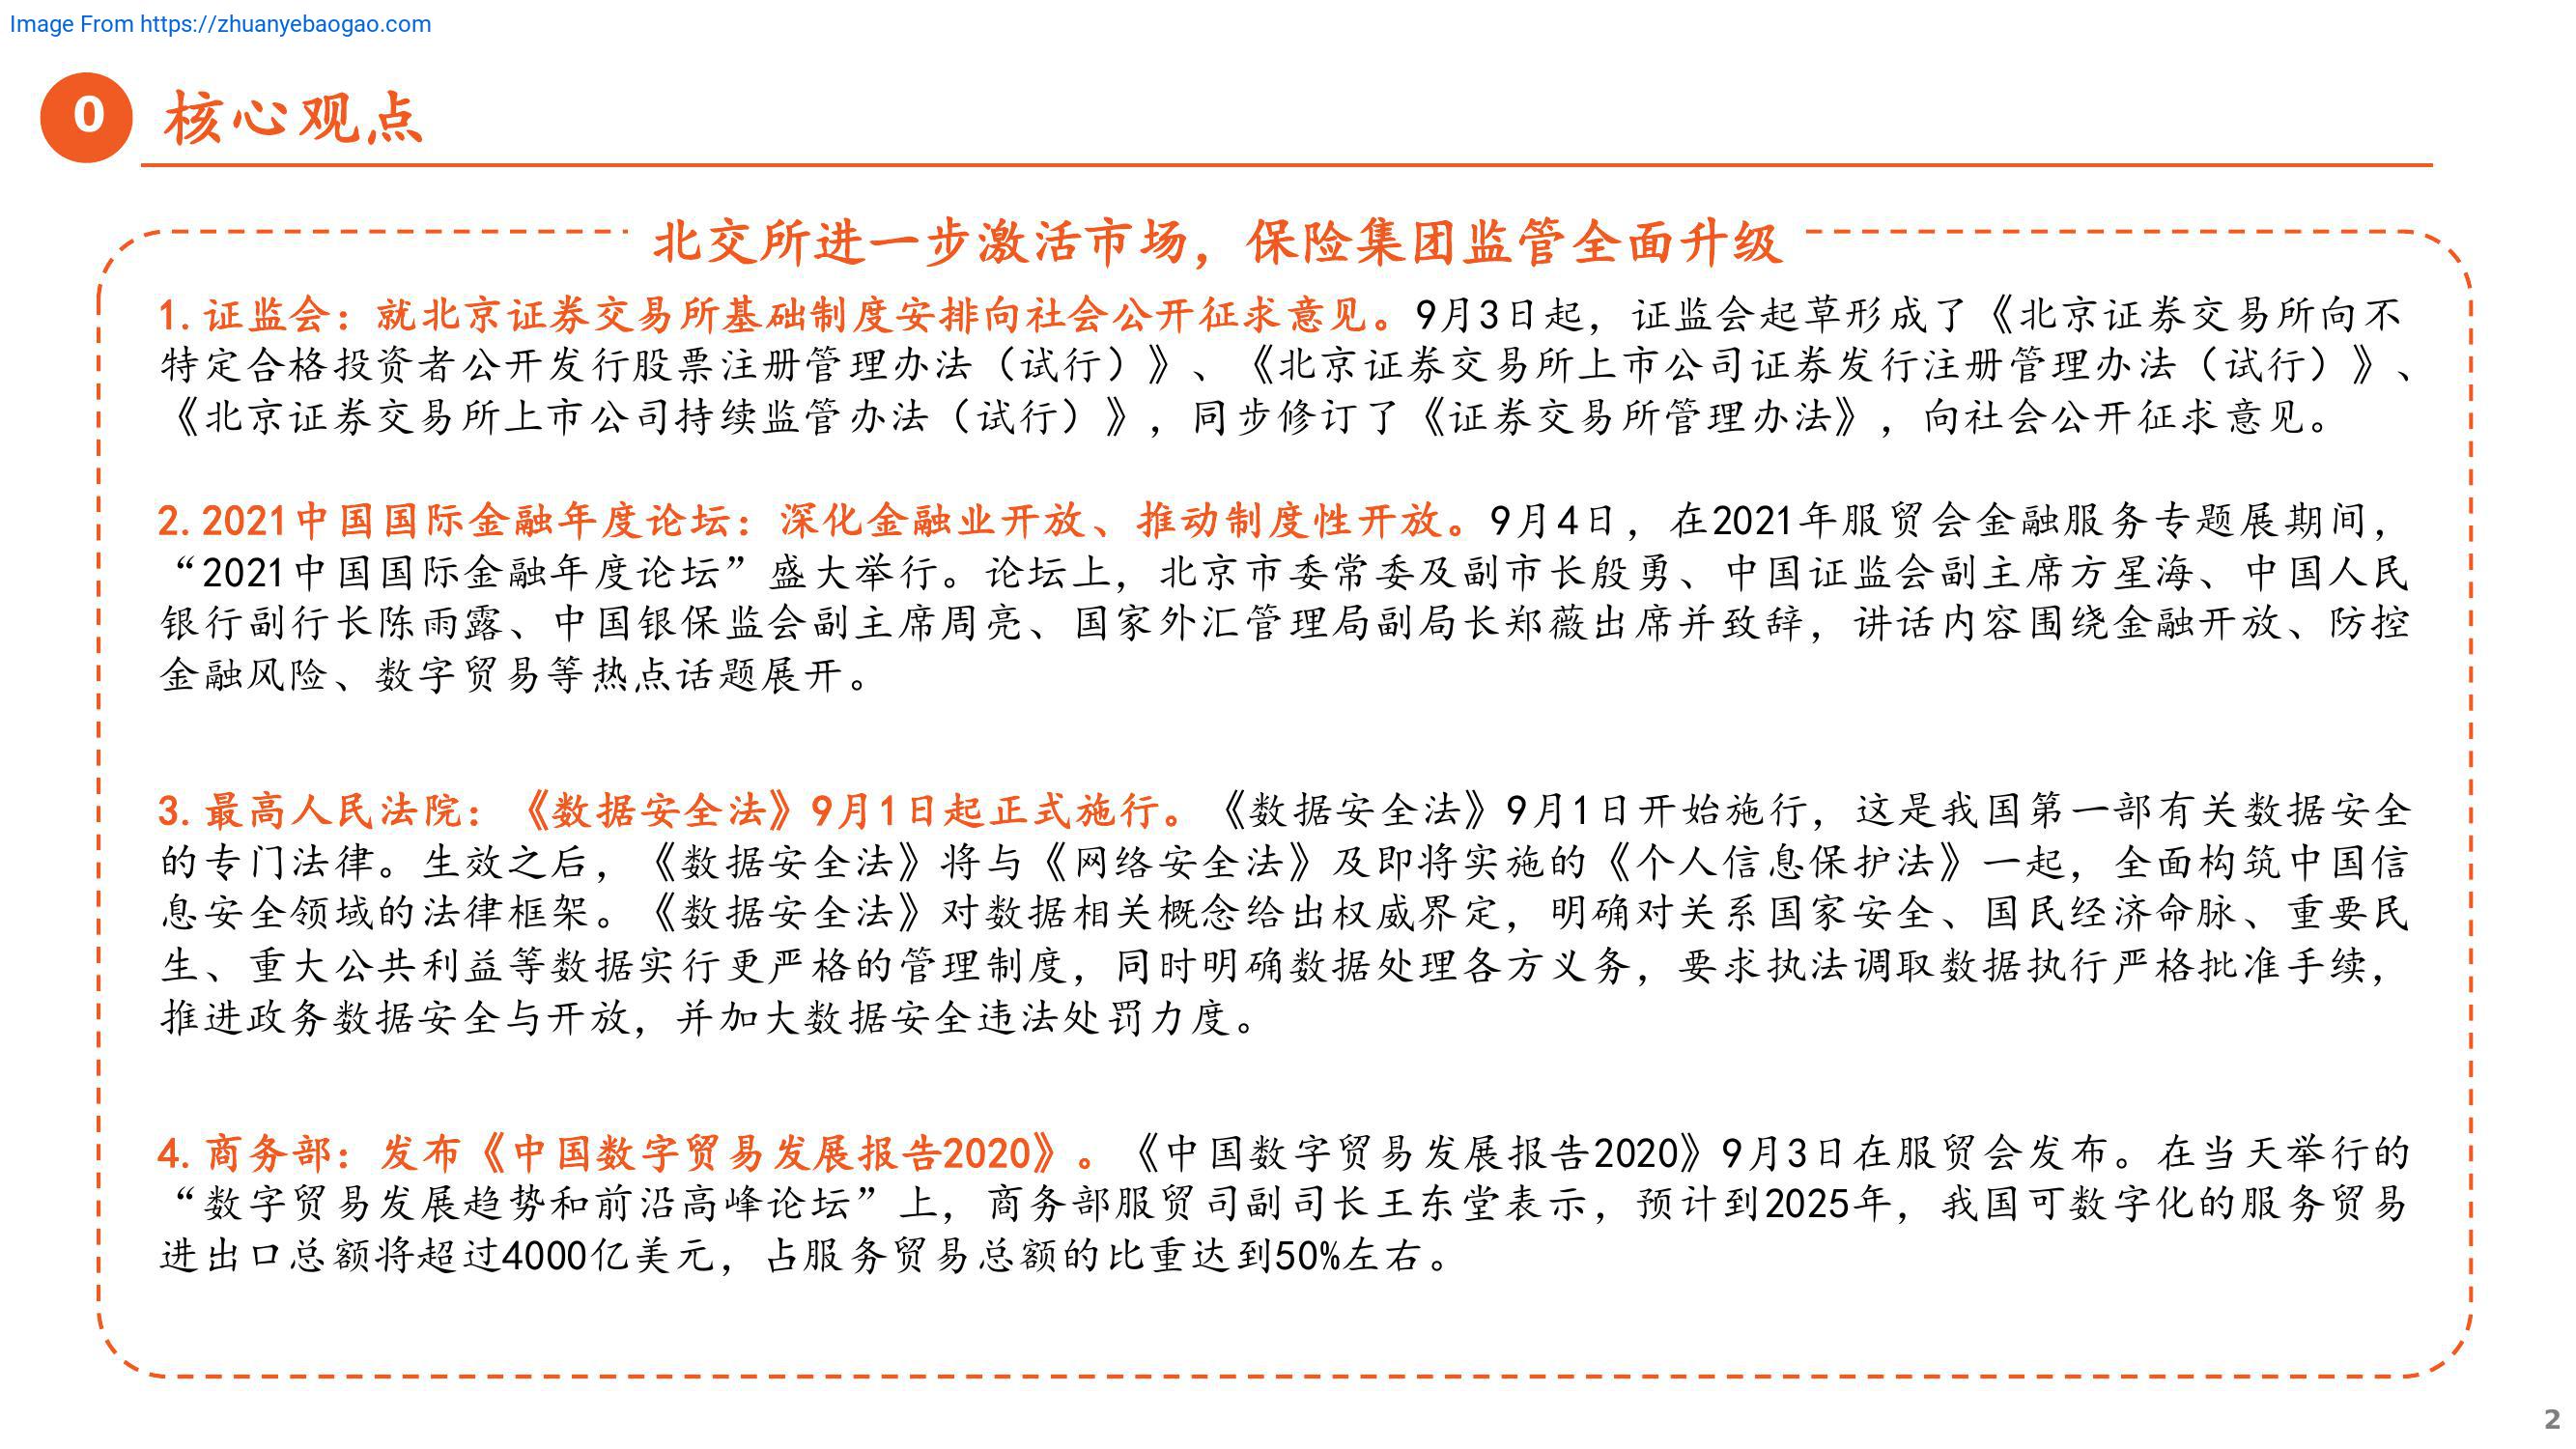 Image From https://zhuanyebaogao.com
0 核心观点
北交所进一步激活市场，保险集团监管全面升级
1. 证监会：就北京证券交易所基础制度安排向社会公开征求意见。9月3日起，证监会起草形成了《北京证券交易所向不
特定合格投资者公开发行股票注册管理办法（试行）》、《北京证券交易所上市公司证券发行注册管理办法（试行）》、
《北京证券交易所上市公司持续监管办法（试行）》，同步修订了《证券交易所管理办法》，向社会公开征求意见。
2. 2021中国国际金融年度论坛：深化金融业开放、推动制度性开放。9月4日，在2021年服贸会金融服务专题展期间，
“2021中国国际金融年度论坛”盛大举行。论坛上，北京市委常委及副市长殷勇、中国证监会副主席方星海、中国人民
银行副行长陈雨露、中国银保监会副主席周亮、国家外汇管理局副局长郑薇出席并致辞，讲话内容围绕金融开放、防控
金融风险、数字贸易等热点话题展开。
3. 最高人民法院：《数据安全法》9月1日起正式施行。《数据安全法》9月1日开始施行，这是我国第一部有关数据安全
的专门法律。生效之后，《数据安全法》将与《网络安全法》及即将实施的《个人信息保护法》一起，全面构筑中国信
息安全领域的法律框架。《数据安全法》对数据相关概念给出权威界定，明确对关系国家安全、国民经济命脉、重要民
生、重大公共利益等数据实行更严格的管理制度，同时明确数据处理各方义务，要求执法调取数据执行严格批准手续，
推进政务数据安全与开放，并加大数据安全违法处罚力度。
4. 商务部：发布《中国数字贸易发展报告2020》。《中国数字贸易发展报告2020》9月3日在服贸会发布。在当天举行的
“数字贸易发展趋势和前沿高峰论坛”上，商务部服贸司副司长王东堂表示，预计到2025年，我国可数字化的服务贸易
进出口总额将超过4000亿美元，占服务贸易总额的比重达到50%左右。
2